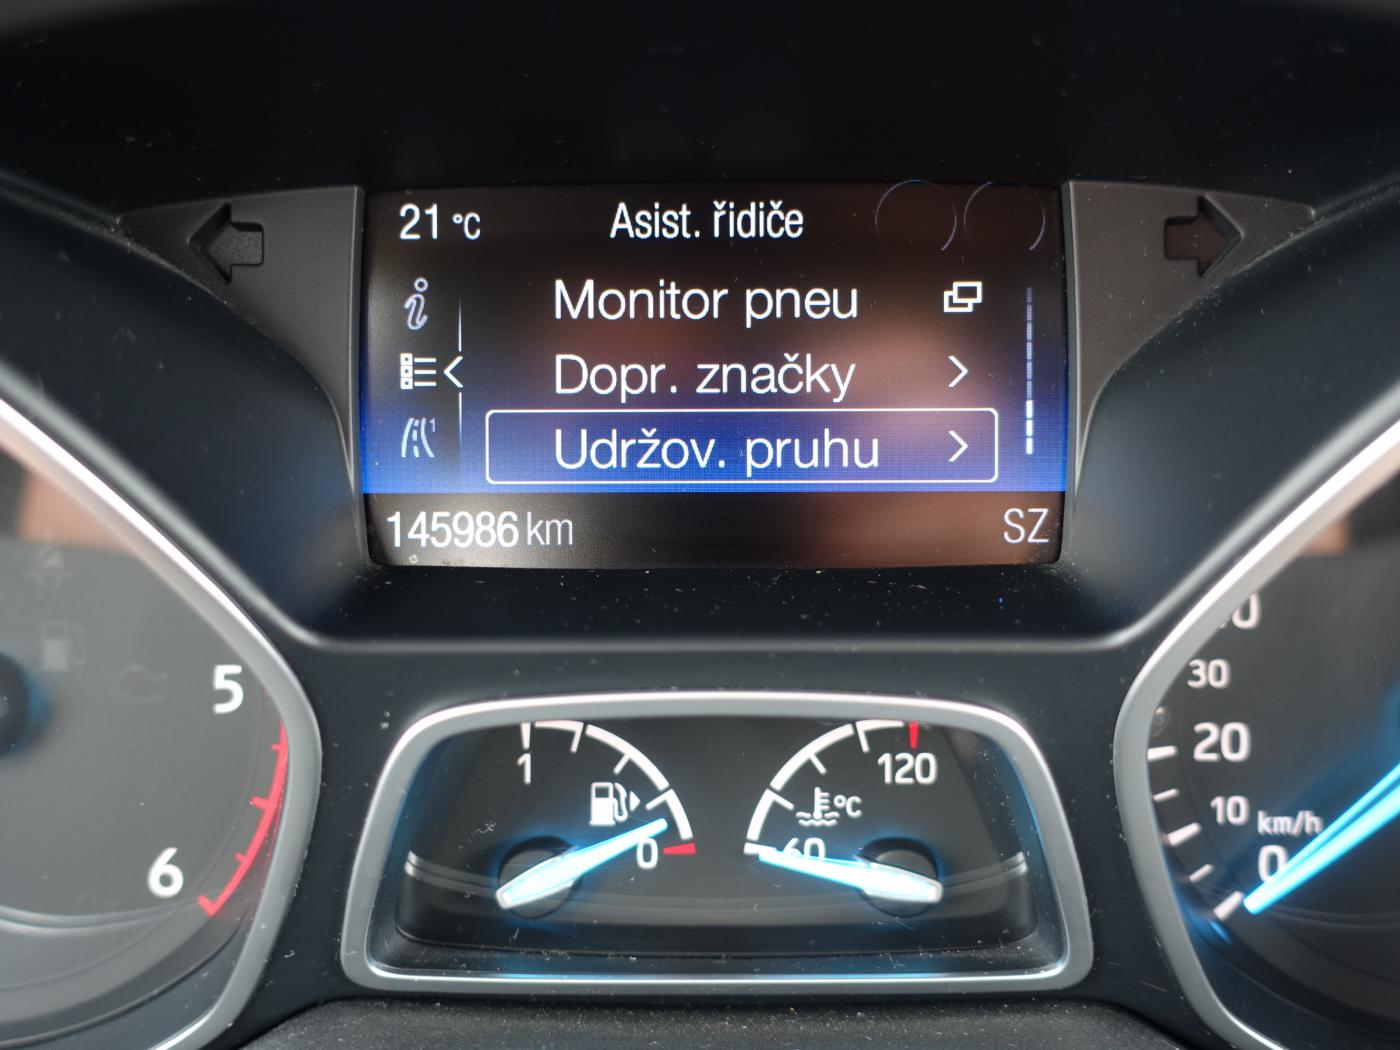 21 °C Asist. řidiče
Monitor pneu
Dopr. značky
1
Udržov. pruhu
145986 km SZ
5
6
1
0
120
°C
60
30
20
10 km/h
0